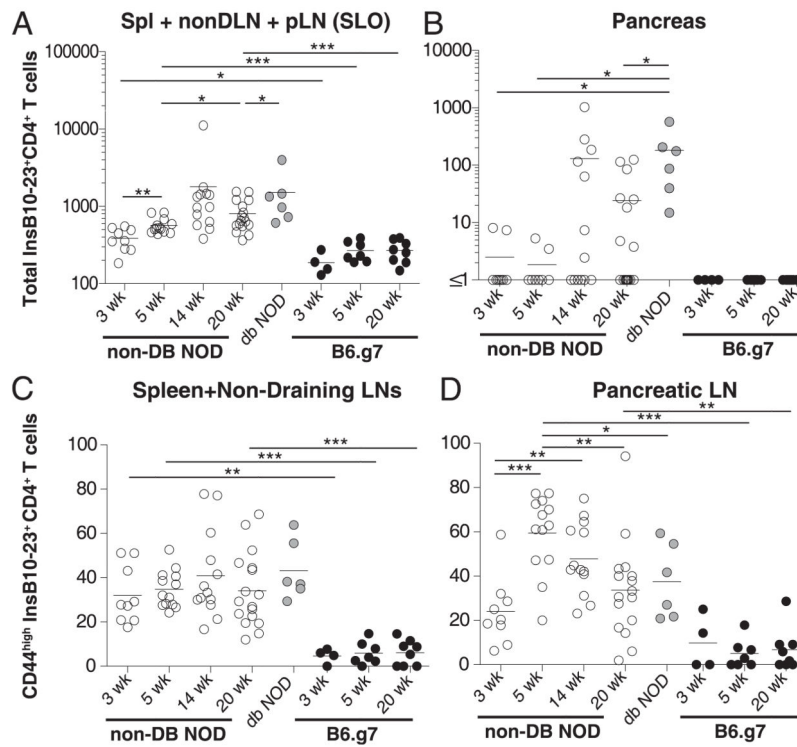 A
Spl + nonDLN + pLN (SLO)
Total InsB10-23⁺CD4⁺ T cells
100000
10000
1000
100
***
***
*
* *
**
3 wk 5 wk 14 wk 20 wk db NOD 3 wk 5 wk 20 wk
non-DB NOD B6.g7
B
Pancreas
10000
1000
100
10
≤1
*
*
*
3 wk 5 wk 14 wk 20 wk db NOD 3 wk 5 wk 20 wk
non-DB NOD B6.g7
C
Spleen+Non-Draining LNs
CD44ʰⁱᵍʰ InsB10-23⁺ CD4⁺ T cells
100
80
60
40
20
0
***
***
**
3 wk 5 wk 14 wk 20 wk db NOD 3 wk 5 wk 20 wk
non-DB NOD B6.g7
D
Pancreatic LN
100
80
60
40
20
0
**
***
*
** **
***
3 wk 5 wk 14 wk 20 wk db NOD 3 wk 5 wk 20 wk
non-DB NOD B6.g7